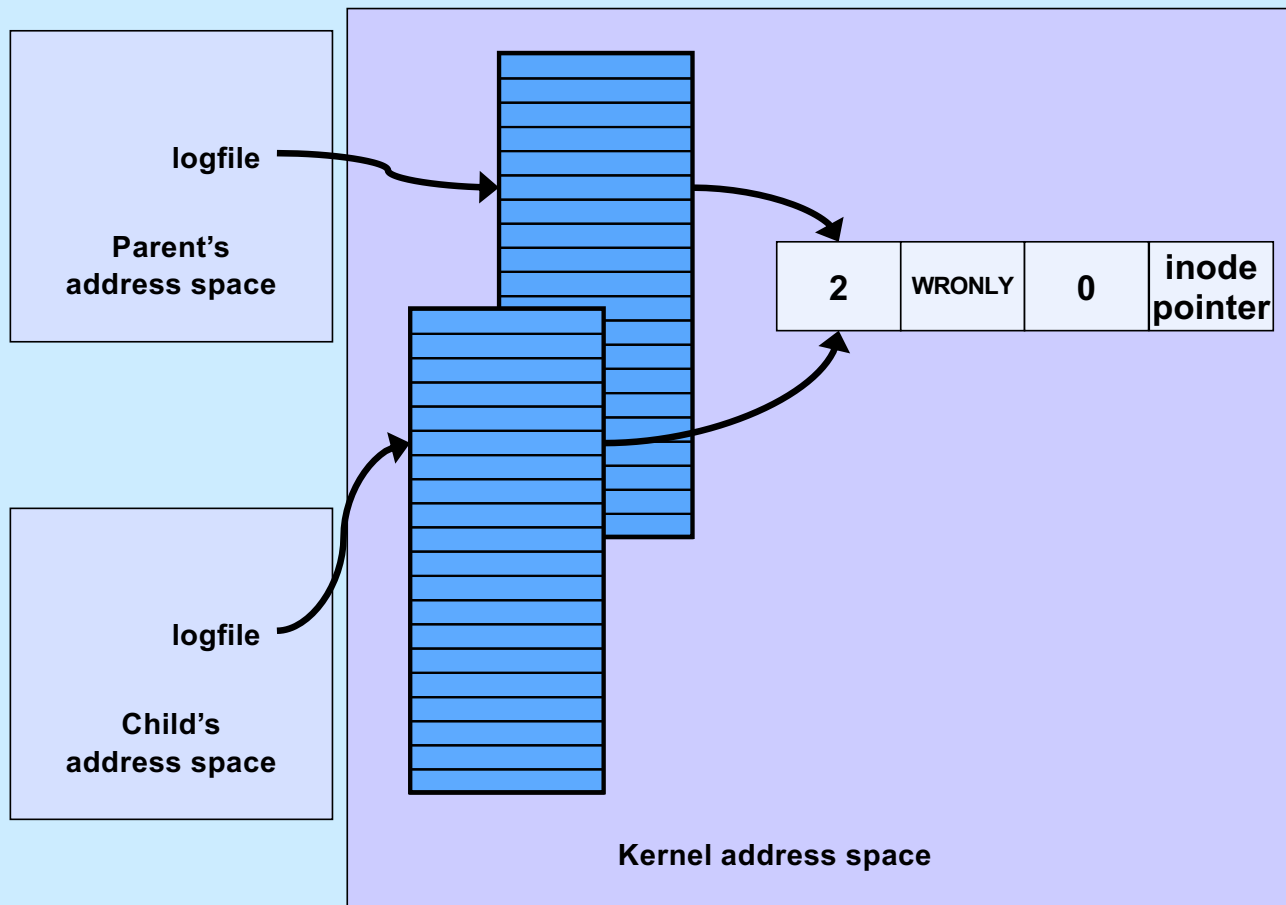 logfile
Parent’s
address space
2
WRONLY
0
inode
pointer
logfile
Child’s
address space
Kernel address space